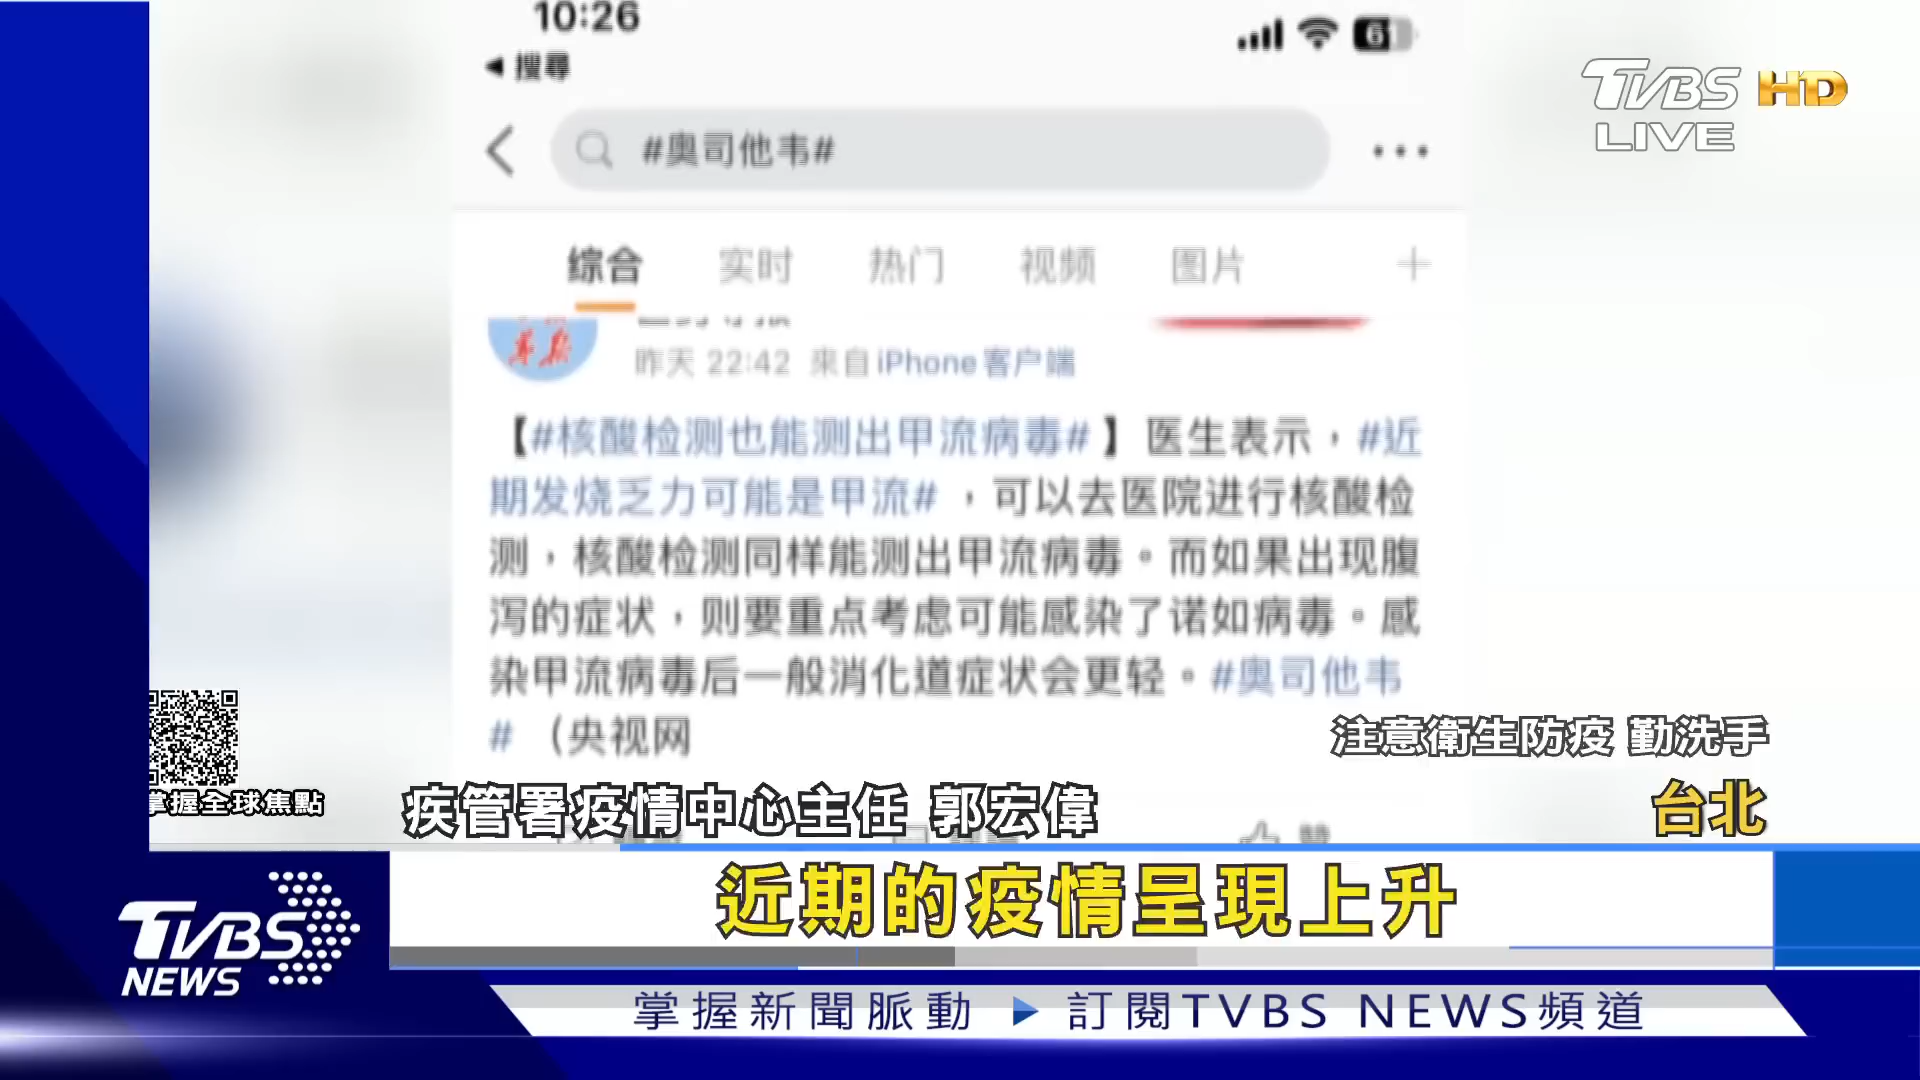 10:26
搜尋
TVBS HD
LIVE
#奥司他韦#
综合 实时 热门 视频 图片
昨天 22:42 来自 iPhone客户端
【#核酸检测也能测出甲流病毒#】医生表示，#近
期发烧乏力可能是甲流#，可以去医院进行核酸检
测，核酸检测同样能测出甲流病毒。而如果出现腹
泻的症状，则要重点考虑可能感染了诺如病毒。感
染甲流病毒后一般消化道症状会更轻。#奥司他韦
#（央视网
注意衛生防疫 勤洗手
掌握全球焦點
疾管署疫情中心主任 郭宏偉
台北
近期的疫情呈現上升
TVBS
NEWS
掌握新聞脈動 ▶ 訂閱TVBS NEWS頻道